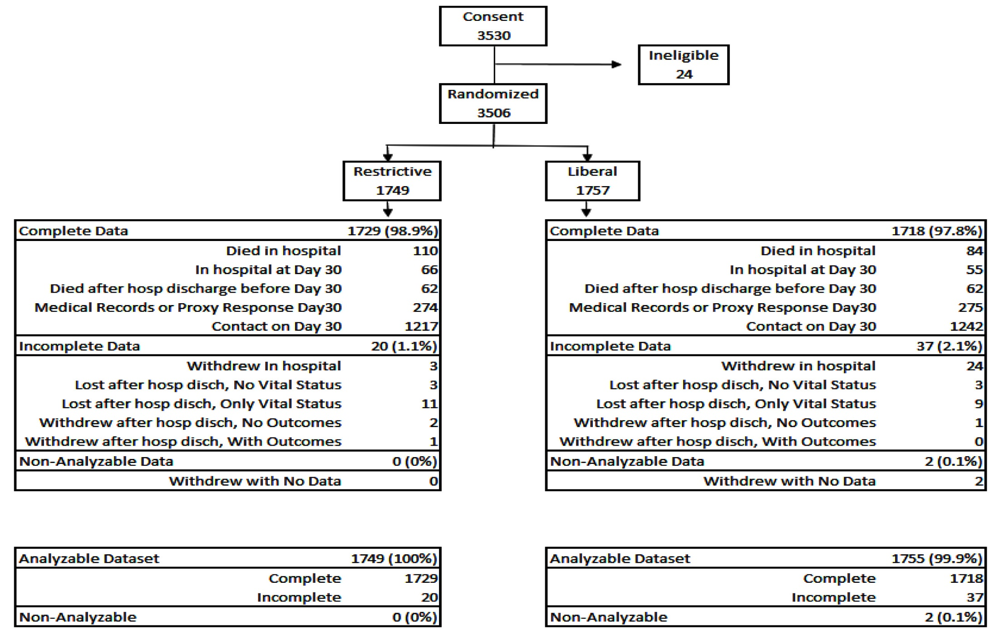 Consent
3530
Ineligible
24
Randomized
3506
Restrictive
1749
Liberal
1757
Complete Data 1729 (98.9%)
Died in hospital 110
In hospital at Day 30 66
Died after hosp discharge before Day 30 62
Medical Records or Proxy Response Day30 274
Contact on Day 30 1217
Incomplete Data 20 (1.1%)
Withdrew In hospital 3
Lost after hosp disch, No Vital Status 3
Lost after hosp disch, Only Vital Status 11
Withdrew after hosp disch, No Outcomes 2
Withdrew after hosp disch, With Outcomes 1
Non-Analyzable Data 0 (0%)
Withdrew with No Data 0
Complete Data 1718 (97.8%)
Died in hospital 84
In hospital at Day 30 55
Died after hosp discharge before Day 30 62
Medical Records or Proxy Response Day30 275
Contact on Day 30 1242
Incomplete Data 37 (2.1%)
Withdrew in hospital 24
Lost after hosp disch, No Vital Status 3
Lost after hosp disch, Only Vital Status 9
Withdrew after hosp disch, No Outcomes 1
Withdrew after hosp disch, With Outcomes 0
Non-Analyzable Data 2 (0.1%)
Withdrew with No Data 2
Analyzable Dataset 1749 (100%)
Complete 1729
Incomplete 20
Non-Analyzable 0 (0%)
Analyzable Dataset 1755 (99.9%)
Complete 1718
Incomplete 37
Non-Analyzable 2 (0.1%)